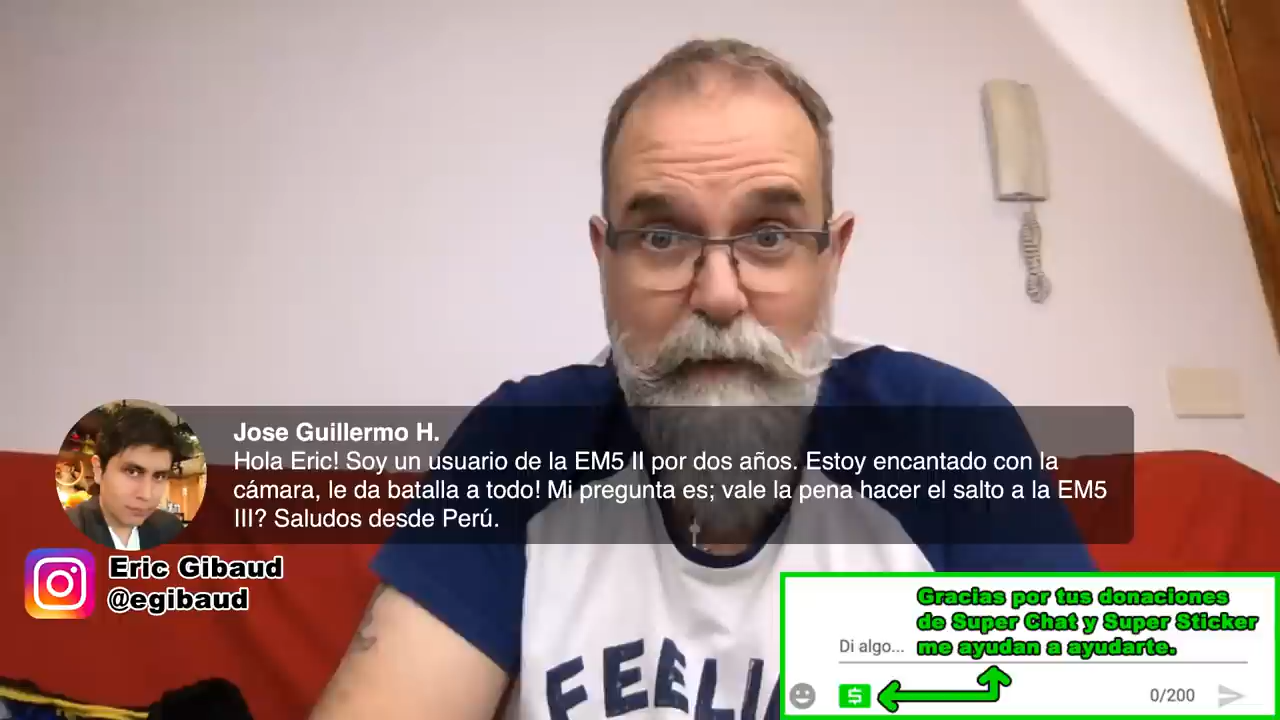 Jose Guillermo H.
Hola Eric! Soy un usuario de la EM5 II por dos años. Estoy encantado con la
cámara, le da batalla a todo! Mi pregunta es; vale la pena hacer el salto a la EM5
III? Saludos desde Perú.
Eric Gibaud
@egibaud
FEELI
Gracias por tus donaciones
de Super Chat y Super Sticker
Di algo... me ayudan a ayudarte.
$
0/200